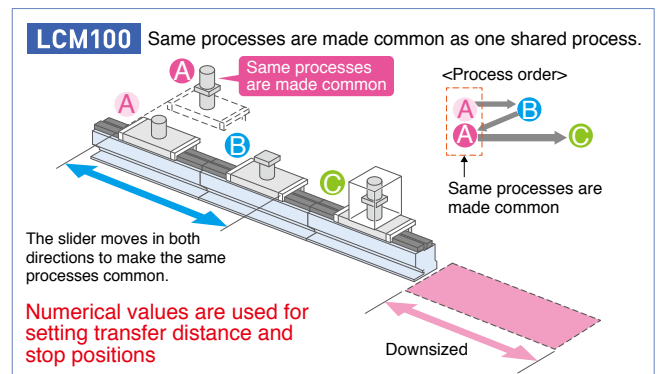 LCM100 Same processes are made common as one shared process.
A
Same processes
are made common
A
B
C
<Process order>
A
B
A
C
Same processes are
made common
The slider moves in both
directions to make the same
processes common.
Numerical values are used for
setting transfer distance and
stop positions
Downsized